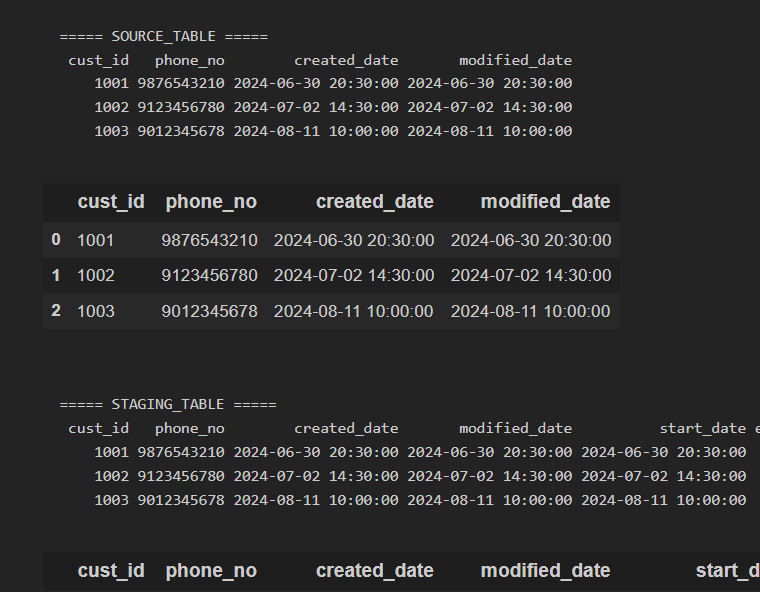 ===== SOURCE_TABLE =====
cust_id phone_no created_date modified_date
1001 9876543210 2024-06-30 20:30:00 2024-06-30 20:30:00
1002 9123456780 2024-07-02 14:30:00 2024-07-02 14:30:00
1003 9012345678 2024-08-11 10:00:00 2024-08-11 10:00:00
cust_id phone_no created_date modified_date
0 1001 9876543210 2024-06-30 20:30:00 2024-06-30 20:30:00
1 1002 9123456780 2024-07-02 14:30:00 2024-07-02 14:30:00
2 1003 9012345678 2024-08-11 10:00:00 2024-08-11 10:00:00
===== STAGING_TABLE =====
cust_id phone_no created_date modified_date start_date
1001 9876543210 2024-06-30 20:30:00 2024-06-30 20:30:00 2024-06-30 20:30:00
1002 9123456780 2024-07-02 14:30:00 2024-07-02 14:30:00 2024-07-02 14:30:00
1003 9012345678 2024-08-11 10:00:00 2024-08-11 10:00:00 2024-08-11 10:00:00
cust_id phone_no created_date modified_date start_d